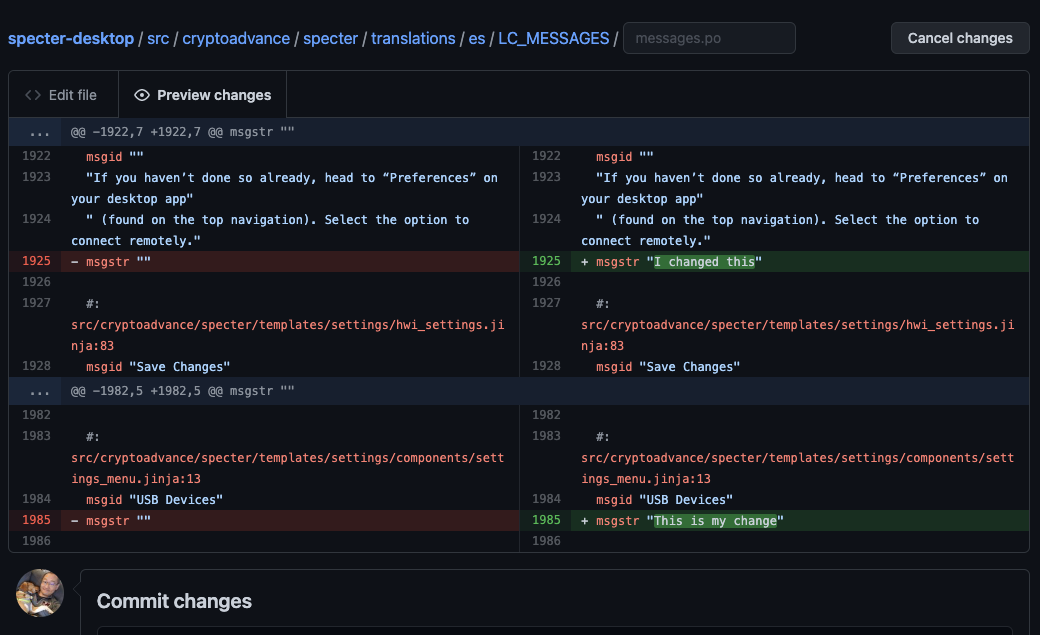 specter-desktop / src / cryptoadvance / specter / translations / es / LC_MESSAGES / messages.po Cancel changes
<> Edit file Preview changes
... @@ -1922,7 +1922,7 @@ msgstr ""
1922 msgid "" 1922 msgid ""
1923 "If you haven’t done so already, head to “Preferences” on 1923 "If you haven’t done so already, head to “Preferences” on
your desktop app" your desktop app"
1924 " (found on the top navigation). Select the option to 1924 " (found on the top navigation). Select the option to
connect remotely." connect remotely."
1925 - msgstr "" 1925 + msgstr "I changed this"
1926 1926
1927 #: 1927 #:
src/cryptoadvance/specter/templates/settings/hwi_settings.ji src/cryptoadvance/specter/templates/settings/hwi_settings.ji
nja:83 nja:83
1928 msgid "Save Changes" 1928 msgid "Save Changes"
... @@ -1982,5 +1982,5 @@ msgstr ""
1982 1982
1983 #: 1983 #:
src/cryptoadvance/specter/templates/settings/components/sett src/cryptoadvance/specter/templates/settings/components/sett
ings_menu.jinja:13 ings_menu.jinja:13
1984 msgid "USB Devices" 1984 msgid "USB Devices"
1985 - msgstr "" 1985 + msgstr "This is my change"
1986 1986
Commit changes